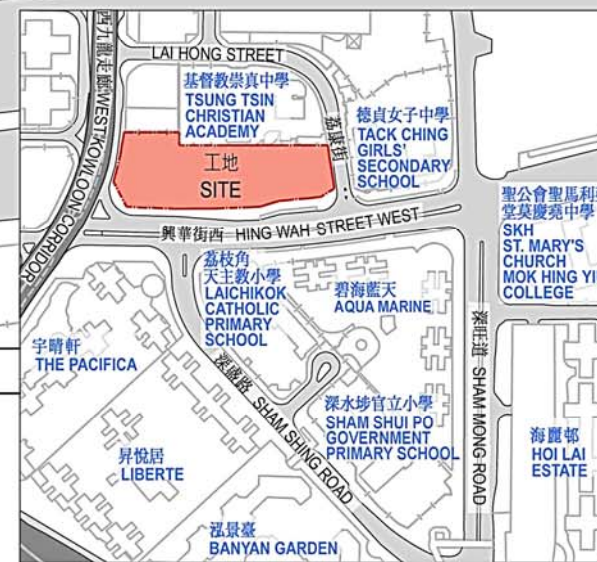 西九龍走廊 WEST KOWLOON CORRIDOR
LAI HONG STREET
基督教崇真中學
TSUNG TSIN
CHRISTIAN
ACADEMY
荔康街
德貞女子中學
TACK CHING
GIRLS'
SECONDARY
SCHOOL
工地
SITE
聖公會聖馬利亞
堂莫慶堯中學
SKH
ST. MARY'S
CHURCH
MOK HING YIU
COLLEGE
興華街西 HING WAH STREET WEST
荔枝角
天主教小學
LAICHIKOK
CATHOLIC
PRIMARY
SCHOOL
碧海藍天
AQUA MARINE
宇晴軒
THE PACIFICA
深盛路 SHAM SHING ROAD
深旺道 SHAM MONG ROAD
深水埗官立小學
SHAM SHUI PO
GOVERNMENT
PRIMARY SCHOOL
昇悅居
LIBERTE
海麗邨
HOI LAI
ESTATE
泓景臺
BANYAN GARDEN